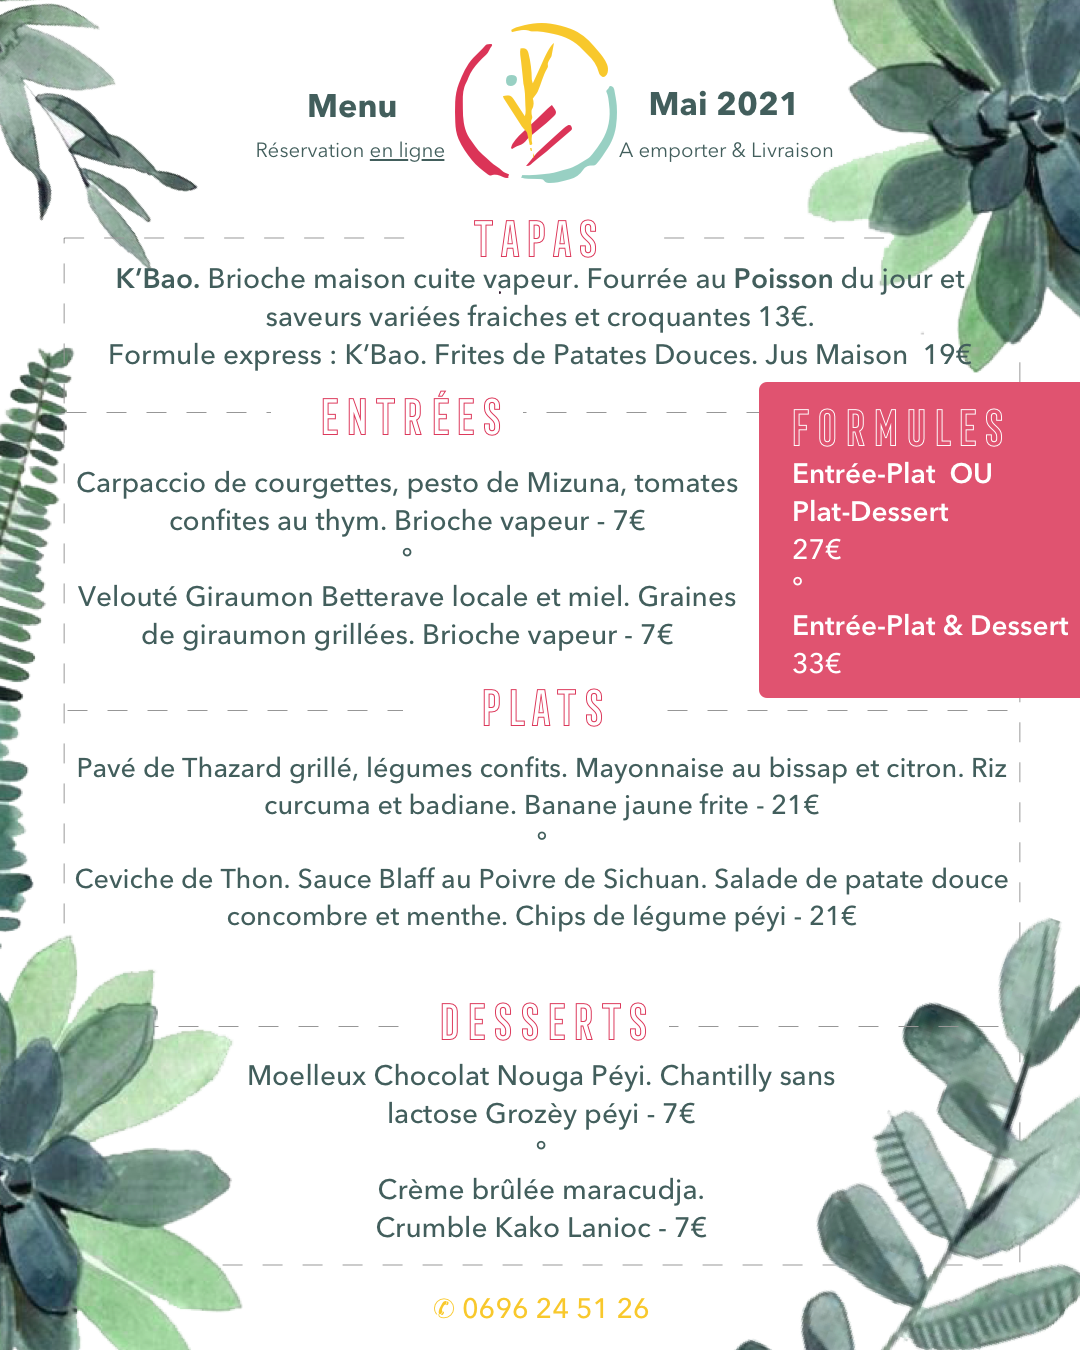 Menu
Mai 2021
Réservation en ligne
A emporter & Livraison
TAPAS
K’Bao. Brioche maison cuite vapeur. Fourrée au Poisson du jour et
saveurs variées fraiches et croquantes 13€.
Formule express : K’Bao. Frites de Patates Douces. Jus Maison 19€
ENTRÉES
Carpaccio de courgettes, pesto de Mizuna, tomates
confites au thym. Brioche vapeur - 7€
°
Velouté Giraumon Betterave locale et miel. Graines
de giraumon grillées. Brioche vapeur - 7€
FORMULES
Entrée-Plat OU
Plat-Dessert
27€
°
Entrée-Plat & Dessert
33€
PLATS
Pavé de Thazard grillé, légumes confits. Mayonnaise au bissap et citron. Riz
curcuma et badiane. Banane jaune frite - 21€
°
Ceviche de Thon. Sauce Blaff au Poivre de Sichuan. Salade de patate douce
concombre et menthe. Chips de légume péyi - 21€
DESSERTS
Moelleux Chocolat Nouga Péyi. Chantilly sans
lactose Grozèy péyi - 7€
°
Crème brûlée maracudja.
Crumble Kako Lanioc - 7€
✆ 0696 24 51 26